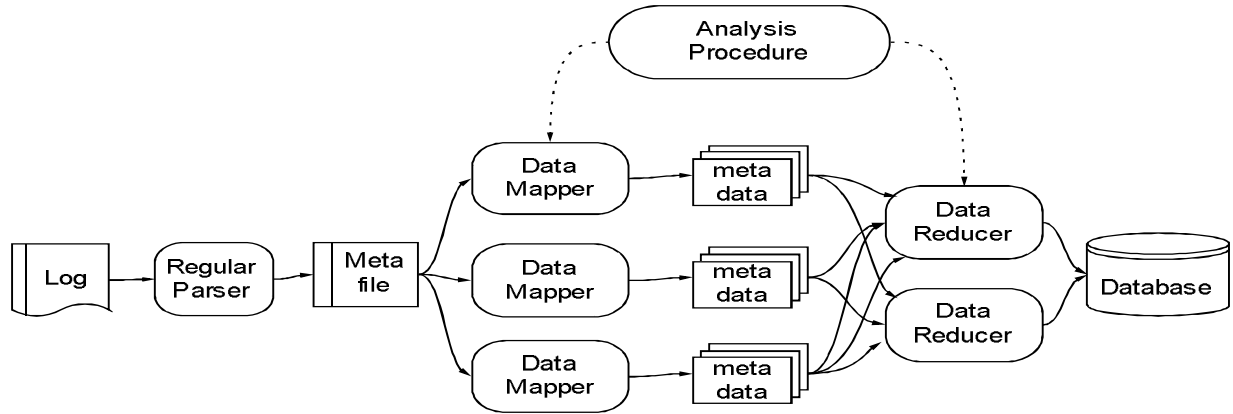 Analysis
Procedure
Data
Mapper
meta
data
Data
Reducer
Log
Regular
Parser
Meta
file
Data
Mapper
meta
data
Database
Data
Reducer
Data
Mapper
meta
data